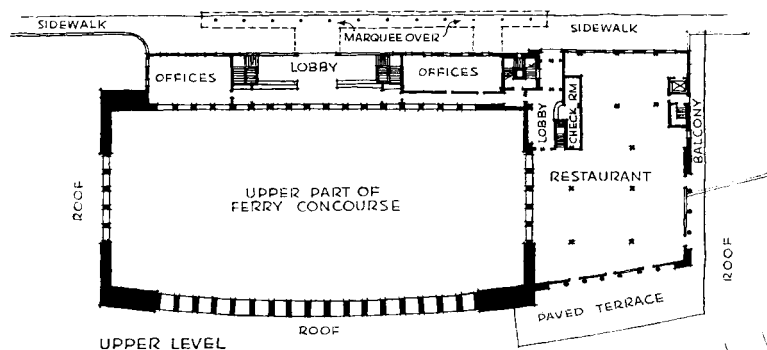 SIDEWALK
MARQUEE OVER
SIDEWALK
OFFICES
LOBBY
OFFICES
LOBBY
CHECK RM
BALCONY
RESTAURANT
ROOF
UPPER PART OF
FERRY CONCOURSE
ROOF
PAVED TERRACE
ROOF
UPPER LEVEL